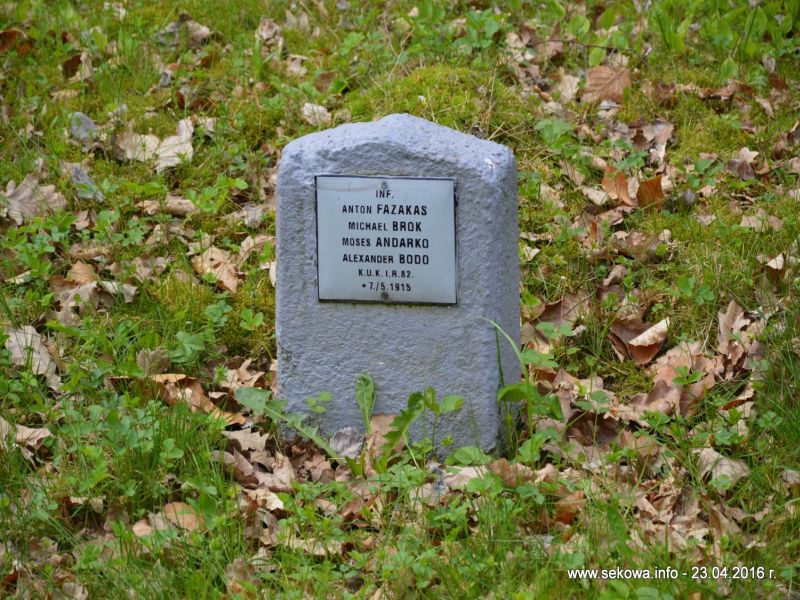 INF.
ANTON FAZAKAS
MICHAEL BROK
MOSES ANDARKO
ALEXANDER BODO
K.U.K. I.R. 82.
+ 7./5.1915
www.sekowa.info - 23.04.2016 r.